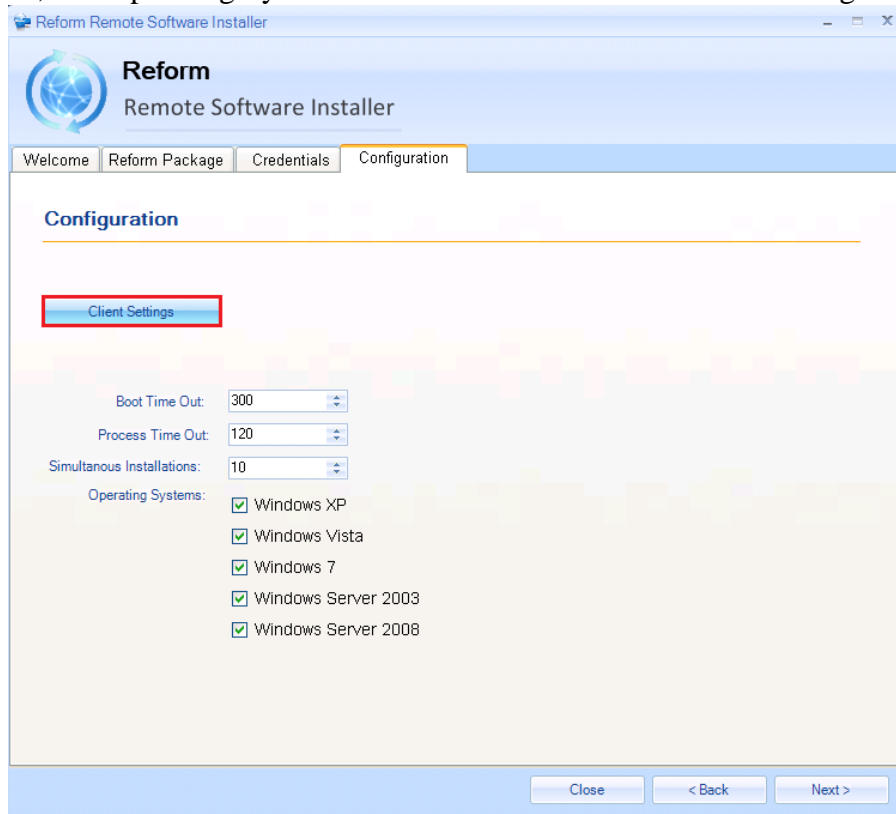 Reform Remote Software Installer
Reform
Remote Software Installer
Welcome Reform Package Credentials Configuration
Configuration
Client Settings
Boot Time Out: 300
Process Time Out: 120
Simultanous Installations: 10
Operating Systems:
Windows XP
Windows Vista
Windows 7
Windows Server 2003
Windows Server 2008
Close < Back Next >